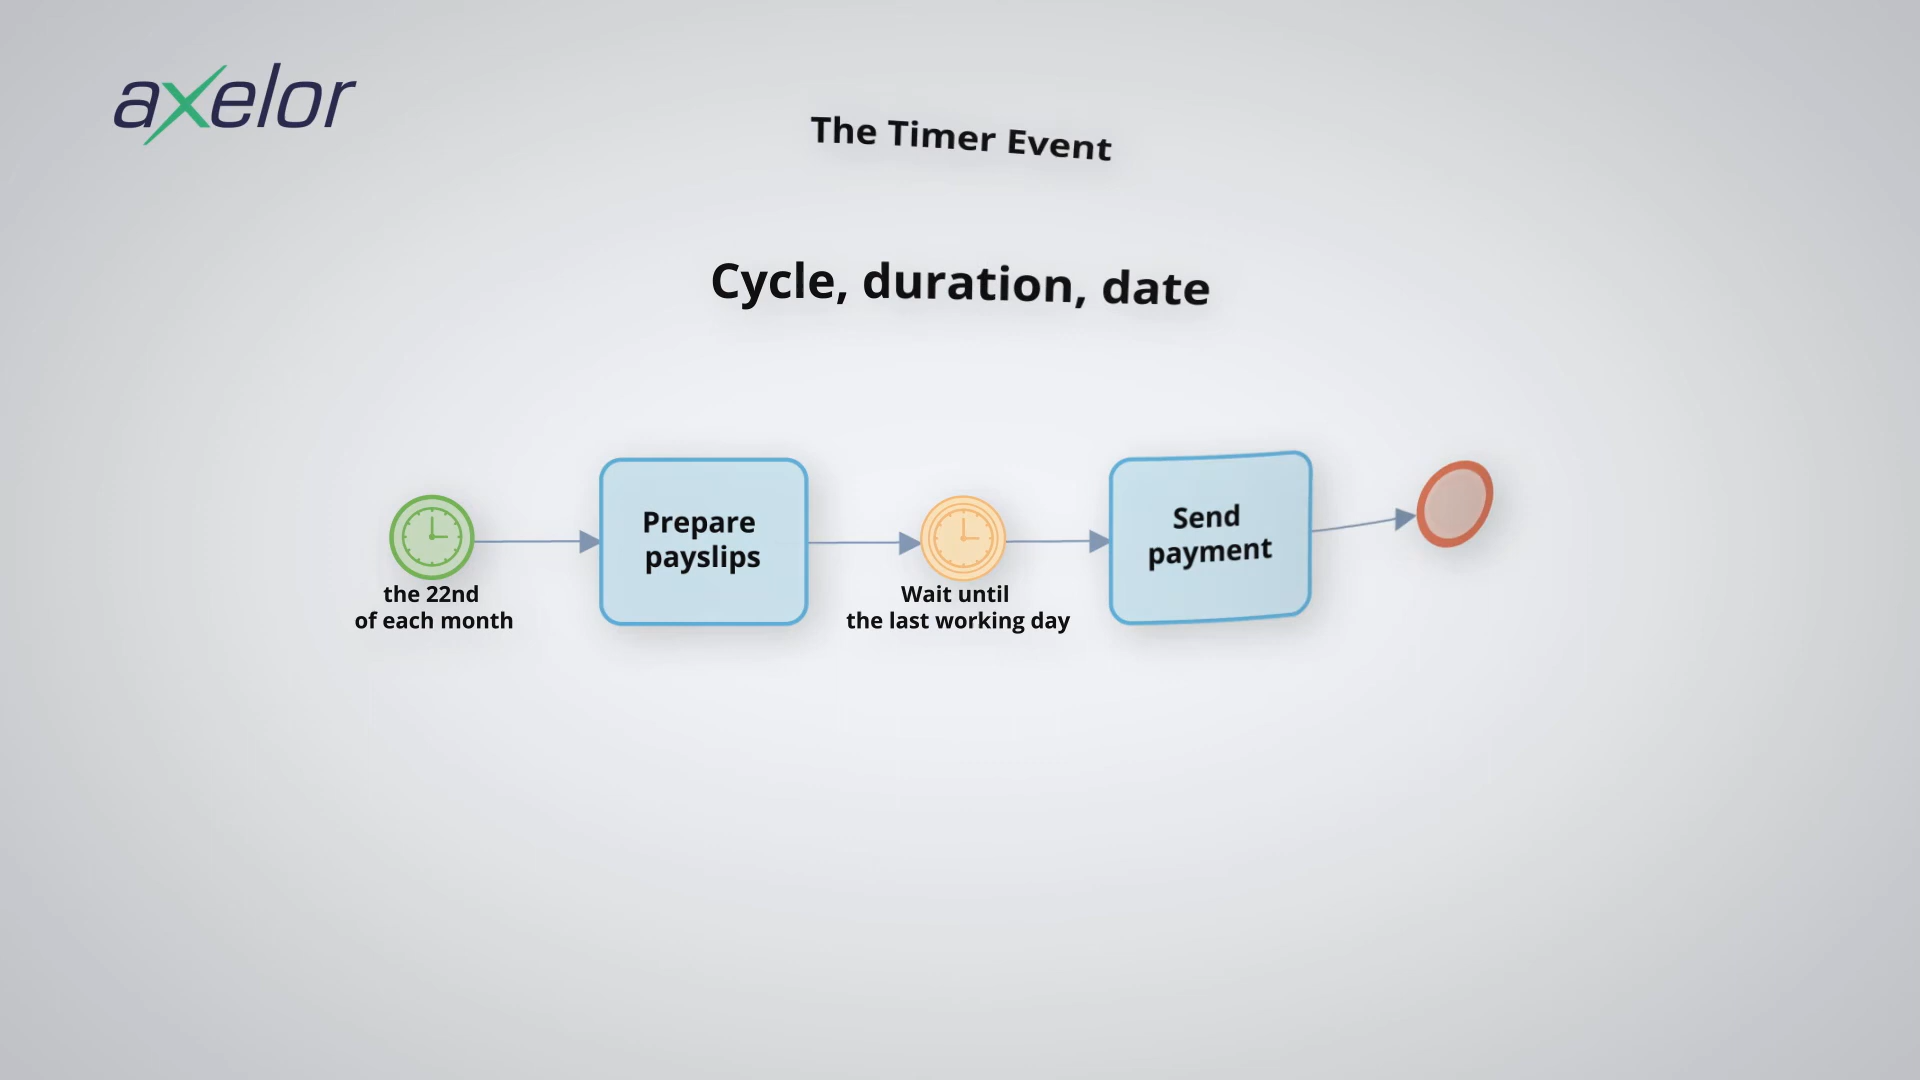 axelor
The Timer Event
Cycle, duration, date
Prepare
payslips
Send
payment
the 22nd
of each month
Wait until
the last working day